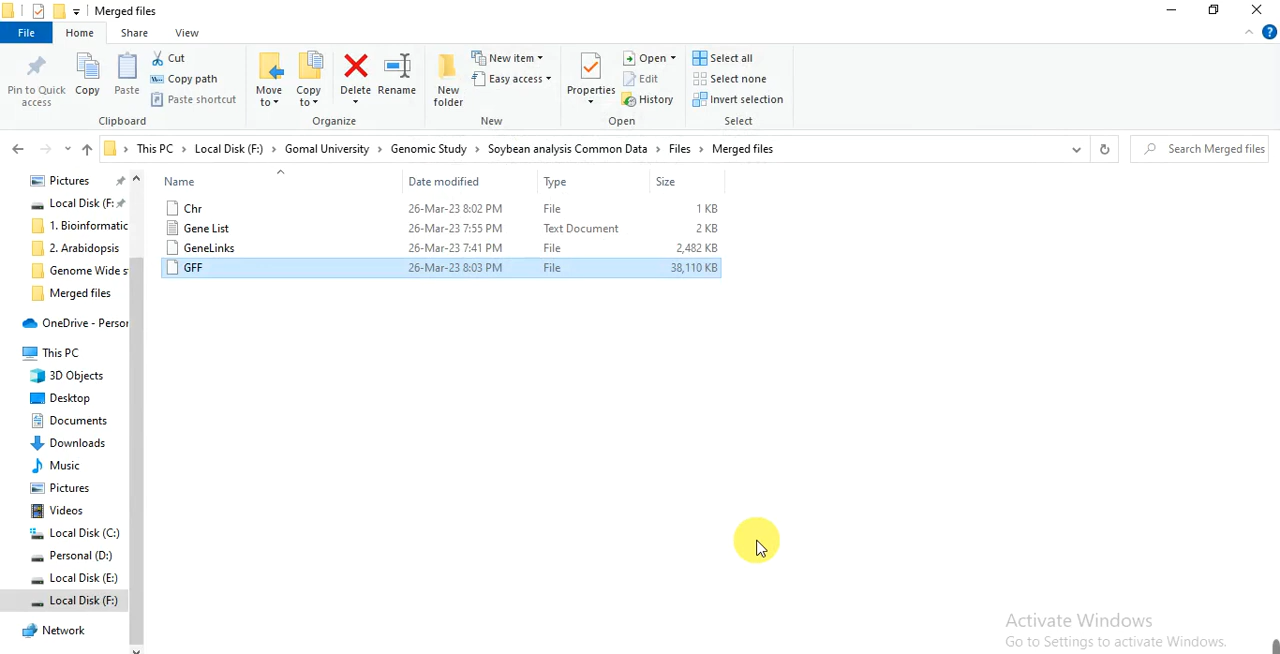 Merged files
File Home Share View
Pin to Quick access
Copy
Paste
Cut
Copy path
Paste shortcut
Clipboard
Move to
Copy to
Delete
Rename
Organize
New folder
New item
Easy access
New
Properties
Open
Edit
History
Open
Select all
Select none
Invert selection
Select
This PC › Local Disk (F:) › Gomal University › Genomic Study › Soybean analysis Common Data › Files › Merged files
Search Merged files
Name Date modified Type Size
Chr 26-Mar-23 8:02 PM File 1 KB
Gene List 26-Mar-23 7:55 PM Text Document 2 KB
GeneLinks 26-Mar-23 7:41 PM File 2,482 KB
GFF 26-Mar-23 8:03 PM File 38,110 KB
Pictures
Local Disk (F:
1. Bioinformatic
2. Arabidopsis
Genome Wide s
Merged files
OneDrive - Person
This PC
3D Objects
Desktop
Documents
Downloads
Music
Pictures
Videos
Local Disk (C:)
Personal (D:)
Local Disk (E:)
Local Disk (F:)
Network
Activate Windows
Go to Settings to activate Windows.